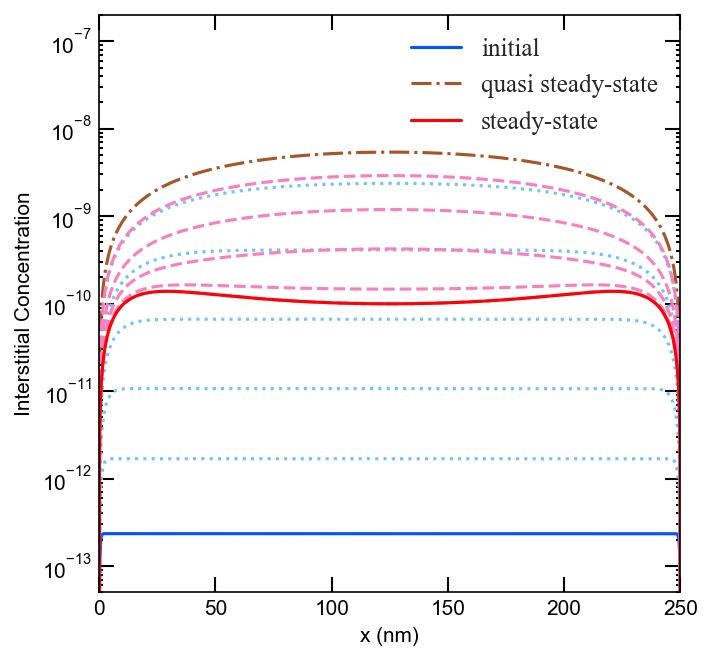 Interstitial Concentration
10⁻⁷
10⁻⁸
10⁻⁹
10⁻¹⁰
10⁻¹¹
10⁻¹²
10⁻¹³
initial
quasi steady-state
steady-state
0 50 100 150 200 250
x (nm)